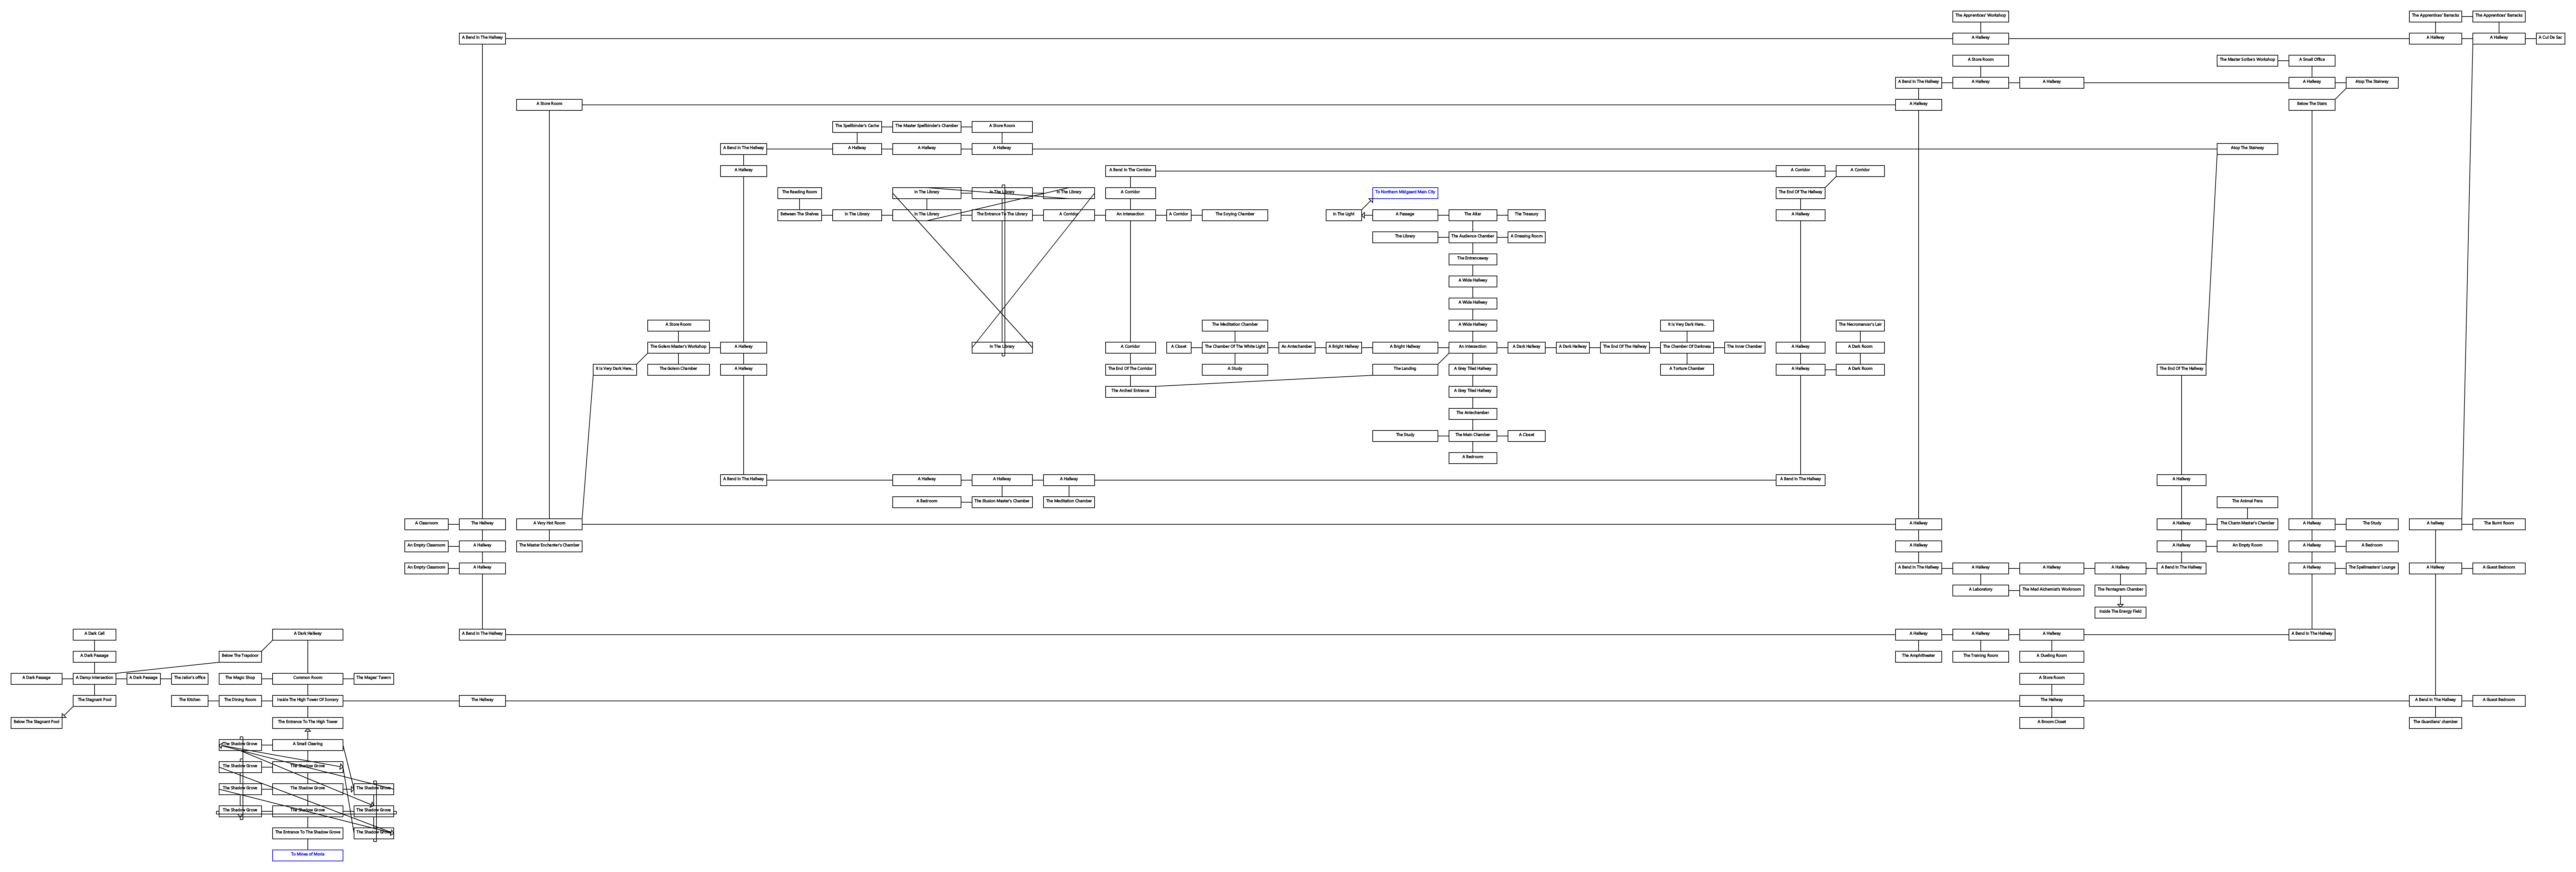 The Apprentices' Workshop
The Apprentices' Barracks
The Apprentices' Barracks
A Bend In The Hallway
A Hallway
A Hallway
A Hallway
A Cul De Sac
A Store Room
The Master Scribe's Workshop
A Small Office
A Bend In The Hallway
A Hallway
A Hallway
A Hallway
Atop The Stairway
A Store Room
A Hallway
Below The Stairs
The Spellbinder's Cache
The Master Spellbinder's Chamber
A Store Room
A Bend In The Hallway
A Hallway
A Hallway
A Hallway
Atop The Stairway
A Hallway
A Bend In The Corridor
A Corridor
A Corridor
The Reading Room
In The Library
In The Library
In The Library
A Corridor
To Northern Midgaard Main City
The End Of The Hallway
Between The Shelves
In The Library
In The Library
The Entrance To The Library
A Corridor
An Intersection
A Corridor
The Scrying Chamber
In The Light
A Passage
The Altar
The Treasury
A Hallway
The Library
The Audience Chamber
A Dressing Room
The Entranceway
A Wide Hallway
A Wide Hallway
A Store Room
The Meditation Chamber
A Wide Hallway
It Is Very Dark Here...
The Necromancer's Lair
The Golem Master's Workshop
A Hallway
In The Library
A Corridor
A Closet
The Chamber Of The White Light
An Antechamber
A Bright Hallway
A Bright Hallway
An Intersection
A Dark Hallway
A Dark Hallway
The End Of The Hallway
The Chamber Of Darkness
The Inner Chamber
A Hallway
A Dark Room
It Is Very Dark Here...
The Golem Chamber
A Hallway
The End Of The Corridor
A Study
The Landing
A Grey Tiled Hallway
A Torture Chamber
A Hallway
A Dark Room
The End Of The Hallway
The Arched Entrance
A Grey Tiled Hallway
The Antechamber
The Study
The Main Chamber
A Closet
A Bedroom
A Bend In The Hallway
A Hallway
A Hallway
A Hallway
A Bend In The Hallway
A Hallway
A Bedroom
The Illusion Master's Chamber
The Meditation Chamber
The Animal Pens
A Classroom
The Hallway
A Very Hot Room
A Hallway
A Hallway
The Charm Master's Chamber
A Hallway
The Study
A hallway
The Burnt Room
An Empty Classroom
A Hallway
The Master Enchanter's Chamber
A Hallway
A Hallway
An Empty Room
A Hallway
A Bedroom
An Empty Classroom
A Hallway
A Bend In The Hallway
A Hallway
A Hallway
A Hallway
A Bend In The Hallway
A Hallway
The Spellmasters' Lounge
A Hallway
A Guest Bedroom
A Laboratory
The Mad Alchemist's Workroom
The Pentagram Chamber
Inside The Energy Field
A Dark Cell
A Dark Hallway
A Bend In The Hallway
A Hallway
A Hallway
A Hallway
A Bend In The Hallway
A Dark Passage
Below The Trapdoor
The Amphitheater
The Training Room
A Dueling Room
A Dark Passage
A Damp Intersection
A Dark Passage
The Jailor's office
The Magic Shop
Common Room
The Mages' Tavern
A Store Room
The Stagnant Pool
The Kitchen
The Dining Room
Inside The High Tower Of Sorcery
The Hallway
The Hallway
A Bend In The Hallway
A Guest Bedroom
Below The Stagnant Pool
The Entrance To The High Tower
A Broom Closet
The Guardians' chamber
The Shadow Grove
A Small Clearing
The Shadow Grove
The Shadow Grove
The Shadow Grove
The Shadow Grove
The Shadow Grove
The Shadow Grove
The Shadow Grove
The Shadow Grove
The Entrance To The Shadow Grove
The Shadow Grove
To Mines of Moria